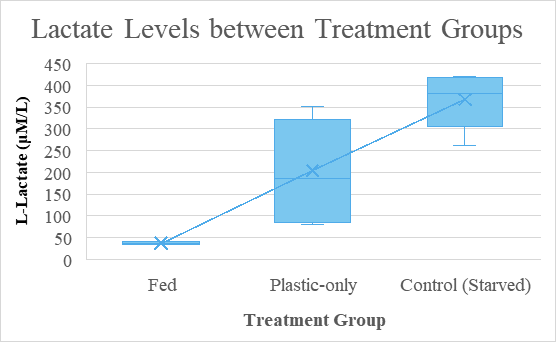 Lactate Levels between Treatment Groups
450
400
350
300
250
200
150
100
50
0
L-Lactate (µM/L)
Fed
Plastic-only
Control (Starved)
Treatment Group